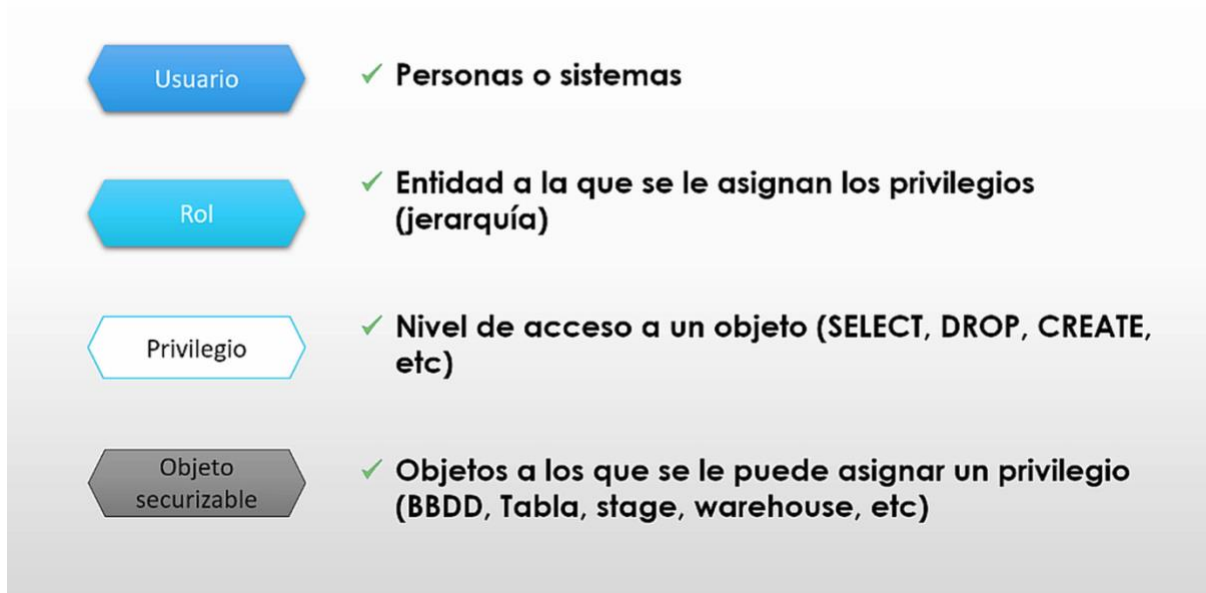 Usuario
✓ Personas o sistemas
Rol
✓ Entidad a la que se le asignan los privilegios
(jerarquía)
Privilegio
✓ Nivel de acceso a un objeto (SELECT, DROP, CREATE,
etc)
Objeto
securizable
✓ Objetos a los que se le puede asignar un privilegio
(BBDD, Tabla, stage, warehouse, etc)